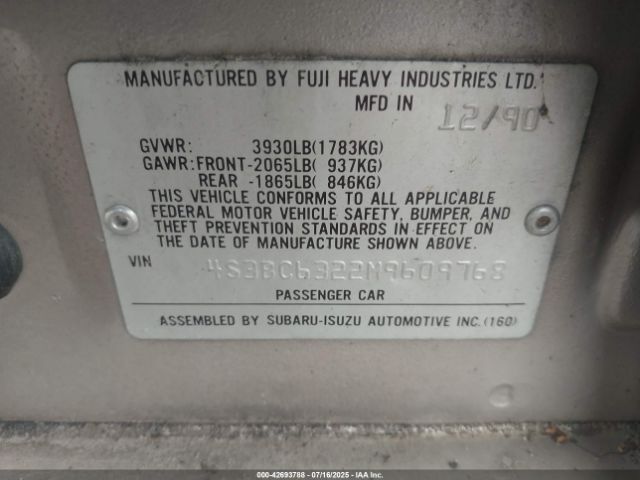 MANUFACTURED BY FUJI HEAVY INDUSTRIES LTD.
MFD IN 12/90
GVWR: 3930LB(1783KG)
GAWR:FRONT-2065LB( 937KG)
REAR -1865LB( 846KG)
THIS VEHICLE CONFORMS TO ALL APPLICABLE
FEDERAL MOTOR VEHICLE SAFETY, BUMPER, AND
THEFT PREVENTION STANDARDS IN EFFECT ON
THE DATE OF MANUFACTURE SHOWN ABOVE.
VIN 4S3BC6322M9609768
PASSENGER CAR
ASSEMBLED BY SUBARU-ISUZU AUTOMOTIVE INC.(160)
000-42693788 - 07/16/2025 - IAA Inc.